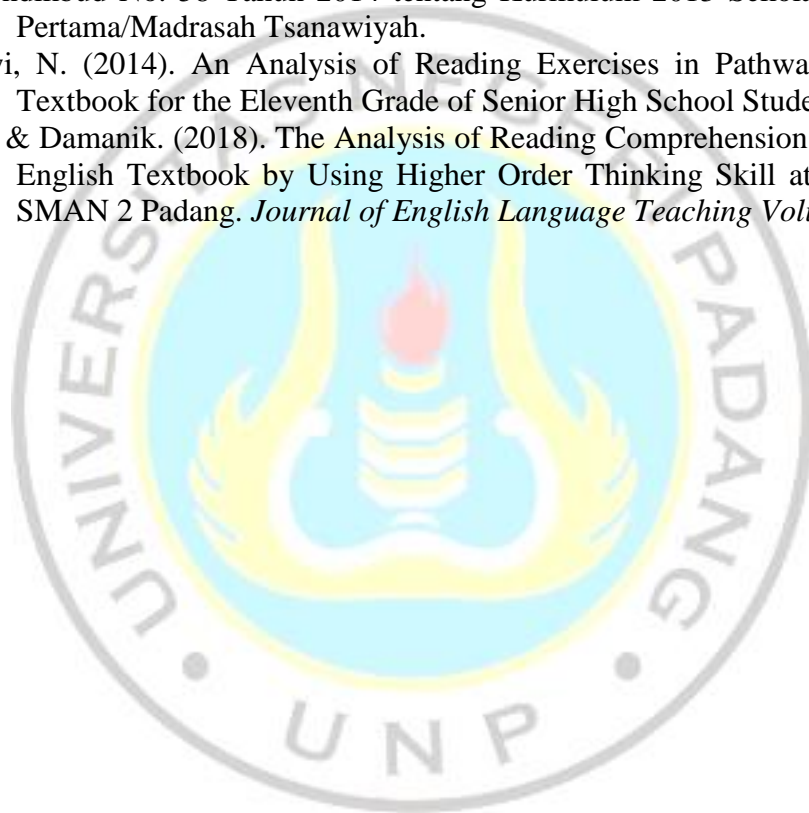 Pertama/Madrasah Tsanawiyah.
N. (2014). An Analysis of Reading Exercises in
Textbook for the Eleventh Grade of Senior High School
& Damanik. (2018). The Analysis of Reading Comprehension
English Textbook by Using Higher Order Thinking Skill at
SMAN 2 Padang. Journal of English Language Teaching
UNIVERSITAS NEGERI PADANG
UNP